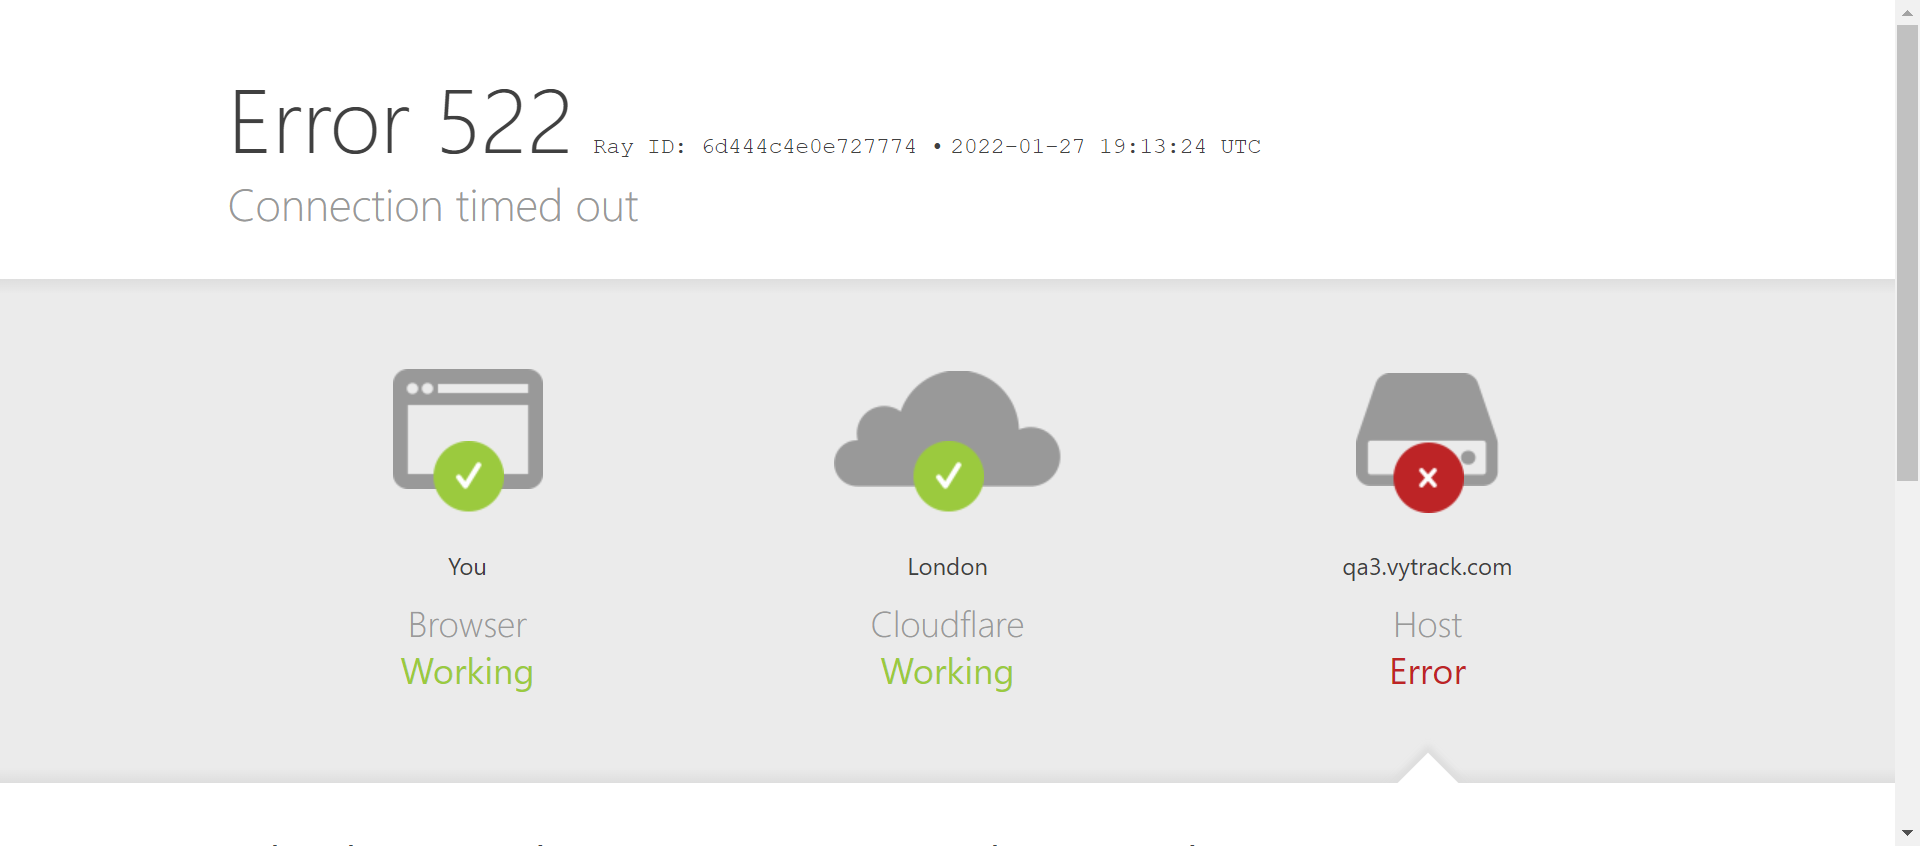 Error 522 Ray ID: 6d444c4e0e727774 • 2022-01-27 19:13:24 UTC
Connection timed out
You
Browser
Working
London
Cloudflare
Working
qa3.vytrack.com
Host
Error